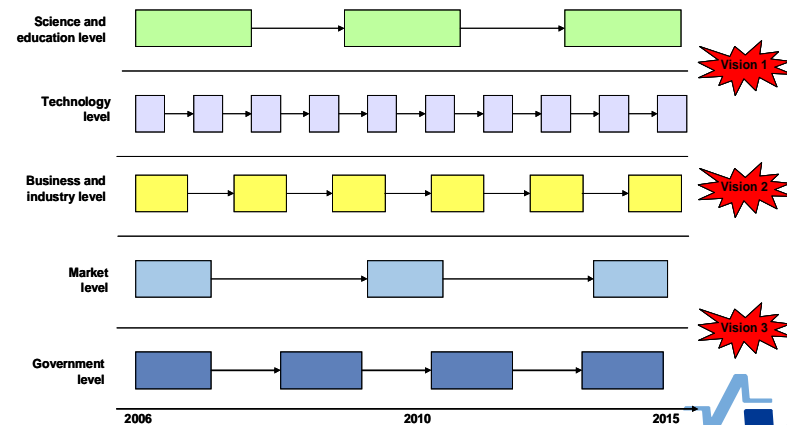 Science and
education level
Vision 1
Technology
level
Business and
industry level
Vision 2
Market
level
Vision 3
Government
level
2006
2010
2015